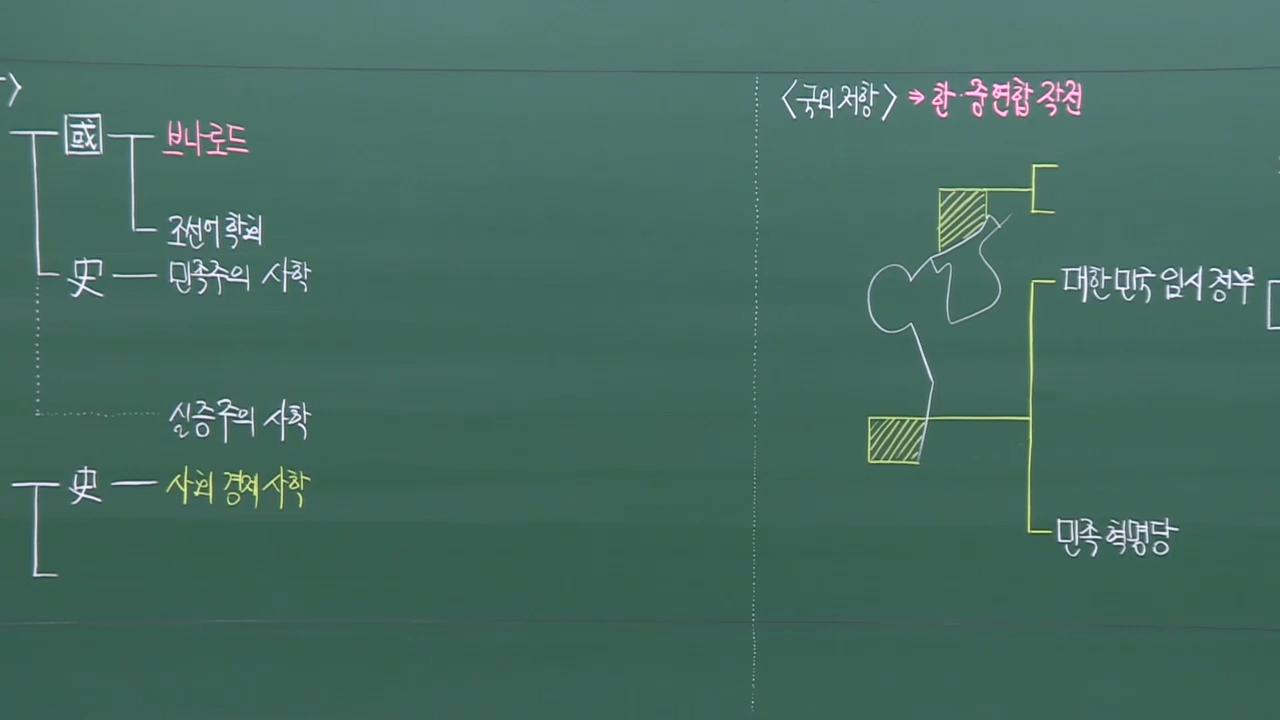 國 브나로드
조선어 학회
史 민족주의 사학
실증주의 사학
史 사회 경제 사학
〈국외 저항〉 ⇒ 한·중 연합 작전
대한민국 임시 정부
민족 혁명당